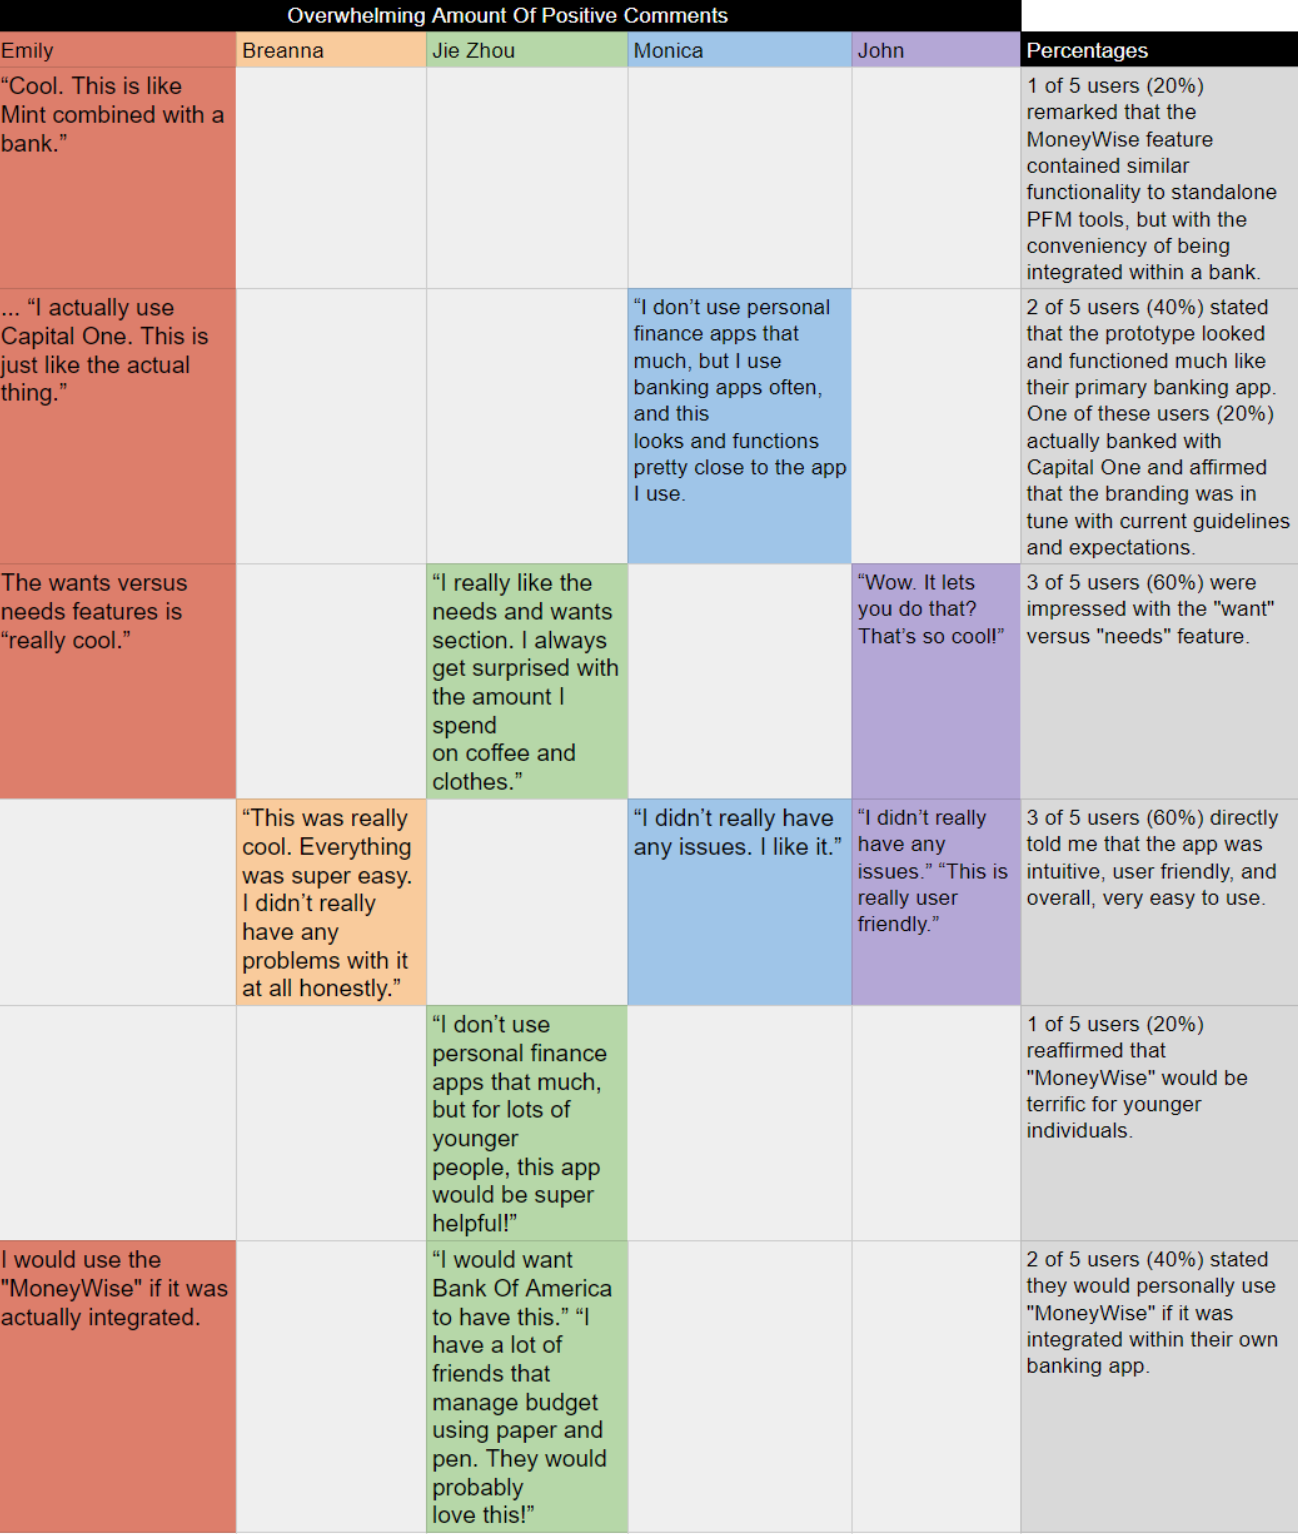 Overwhelming Amount Of Positive Comments
Emily
Breanna
Jie Zhou
Monica
John
Percentages
“Cool. This is like
Mint combined with a
bank.”
1 of 5 users (20%)
remarked that the
MoneyWise feature
contained similar
functionality to standalone
PFM tools, but with the
conveniency of being
integrated within a bank.
... “I actually use
Capital One. This is
just like the actual
thing.”
“I don’t use personal
finance apps that
much, but I use
banking apps often,
and this
looks and functions
pretty close to the app
I use.
2 of 5 users (40%) stated
that the prototype looked
and functioned much like
their primary banking app.
One of these users (20%)
actually banked with
Capital One and affirmed
that the branding was in
tune with current guidelines
and expectations.
The wants versus
needs features is
“really cool.”
“I really like the
needs and wants
section. I always
get surprised with
the amount I
spend
on coffee and
clothes.”
“Wow. It lets
you do that?
That’s so cool!”
3 of 5 users (60%) were
impressed with the "want"
versus "needs" feature.
“This was really
cool. Everything
was super easy.
I didn’t really
have any
problems with it
at all honestly.”
“I didn’t really have
any issues. I like it.”
“I didn’t really
have any
issues.” “This is
really user
friendly.”
3 of 5 users (60%) directly
told me that the app was
intuitive, user friendly, and
overall, very easy to use.
“I don’t use
personal finance
apps that much,
but for lots of
younger
people, this app
would be super
helpful!”
1 of 5 users (20%)
reaffirmed that
"MoneyWise" would be
terrific for younger
individuals.
I would use the
"MoneyWise" if it was
actually integrated.
“I would want
Bank Of America
to have this.” “I
have a lot of
friends that
manage budget
using paper and
pen. They would
probably
love this!”
2 of 5 users (40%) stated
they would personally use
"MoneyWise" if it was
integrated within their own
banking app.